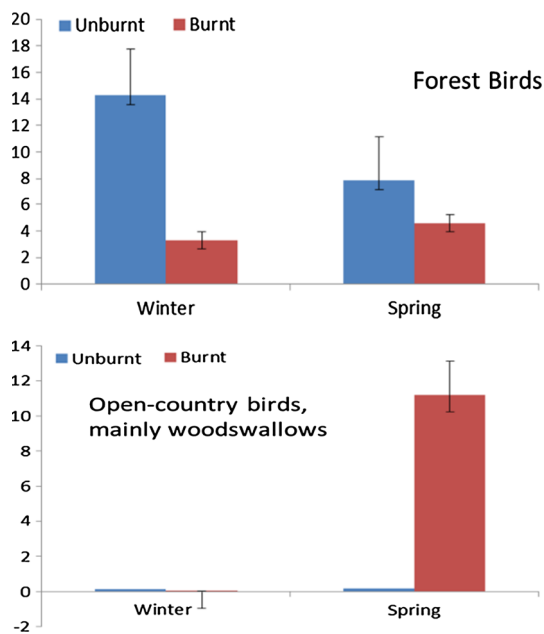 20
Unburnt Burnt
18
16
Forest Birds
14
12
10
8
6
4
2
0
Winter Spring
14
Unburnt Burnt
12
Open-country birds,
mainly woodswallows
10
8
6
4
2
0
Winter Spring
-2